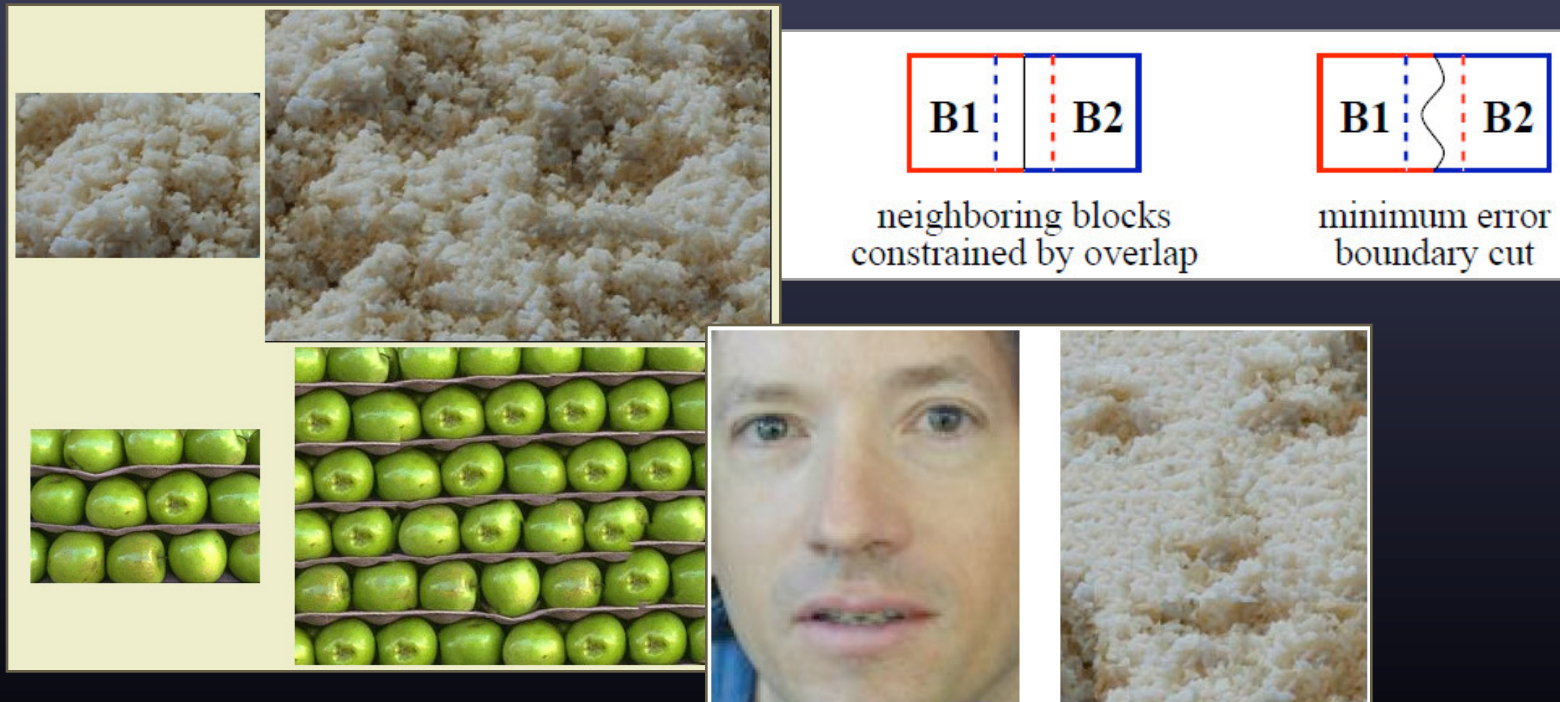 B1 B2
neighboring blocks
constrained by overlap
B1 B2
minimum error
boundary cut